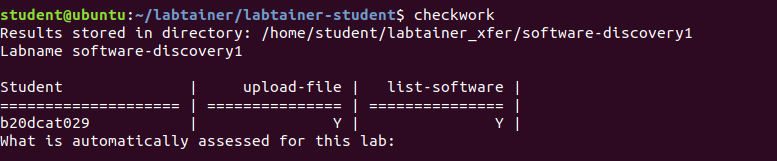 student@ubuntu:~/labtainer/labtainer-student$ checkwork
Results stored in directory: /home/student/labtainer_xfer/software-discovery1
Labname software-discovery1
Student | upload-file | list-software |
==================== | =============== | =============== |
b20dcat029 | Y | Y |
What is automatically assessed for this lab: